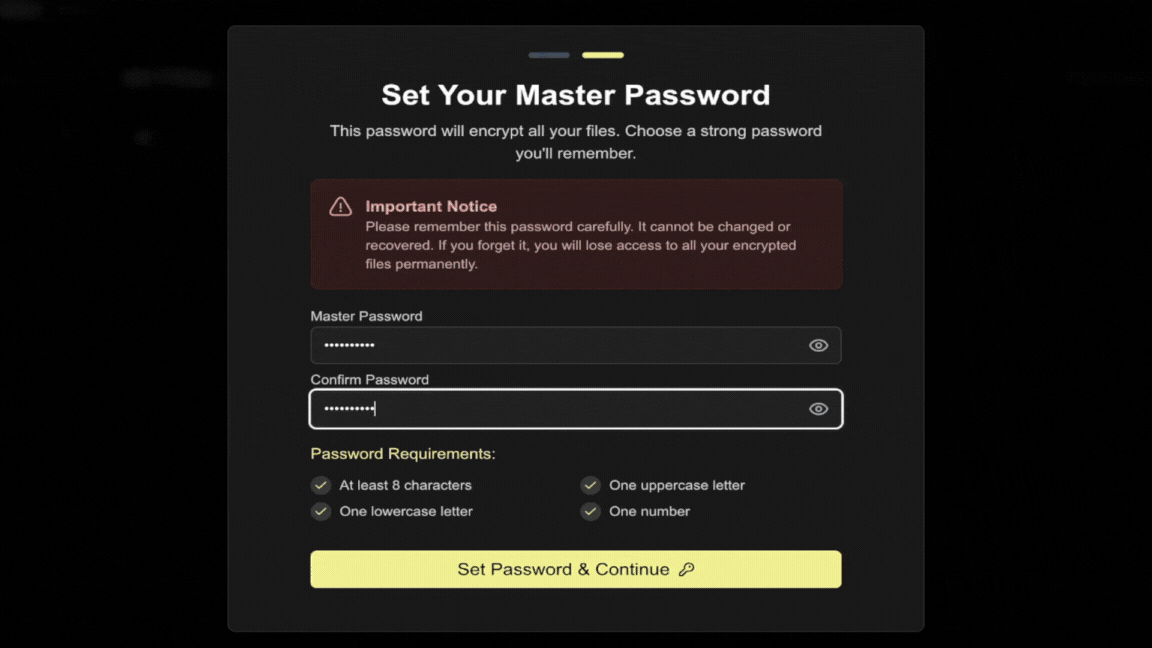 Set Your Master Password
This password will encrypt all your files. Choose a strong password
you'll remember.
Important Notice
Please remember this password carefully. It cannot be changed or
recovered. If you forget it, you will lose access to all your encrypted
files permanently.
Master Password
••••••••••
Confirm Password
••••••••••
Password Requirements:
At least 8 characters
One uppercase letter
One lowercase letter
One number
Set Password & Continue